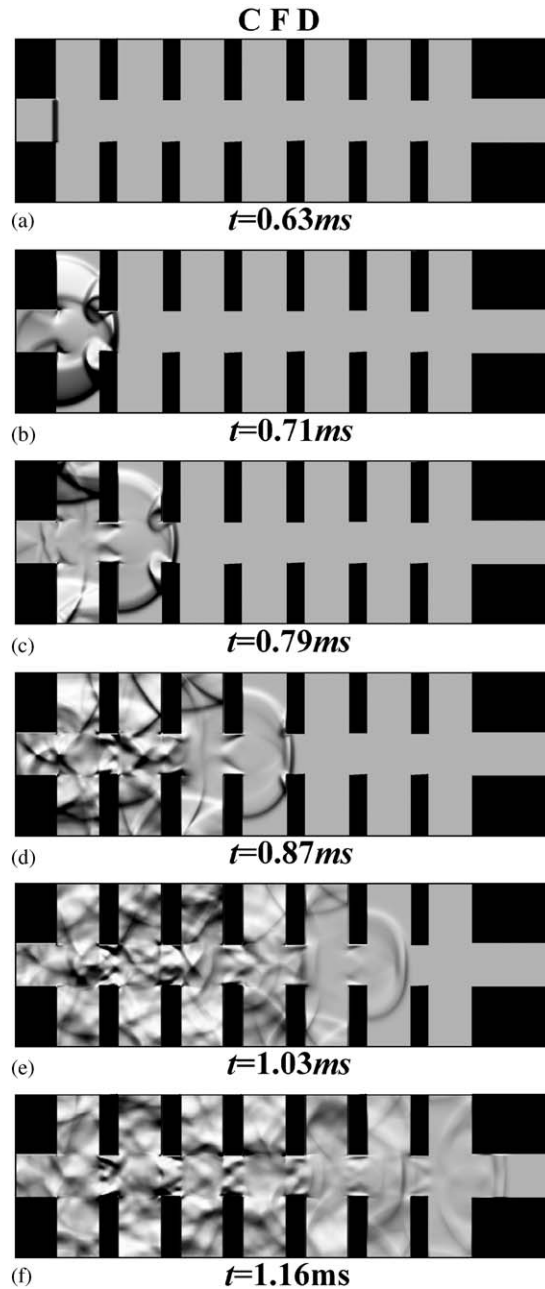 C F D
(a)
t=0.63ms
(b)
t=0.71ms
(c)
t=0.79ms
(d)
t=0.87ms
(e)
t=1.03ms
(f)
t=1.16ms